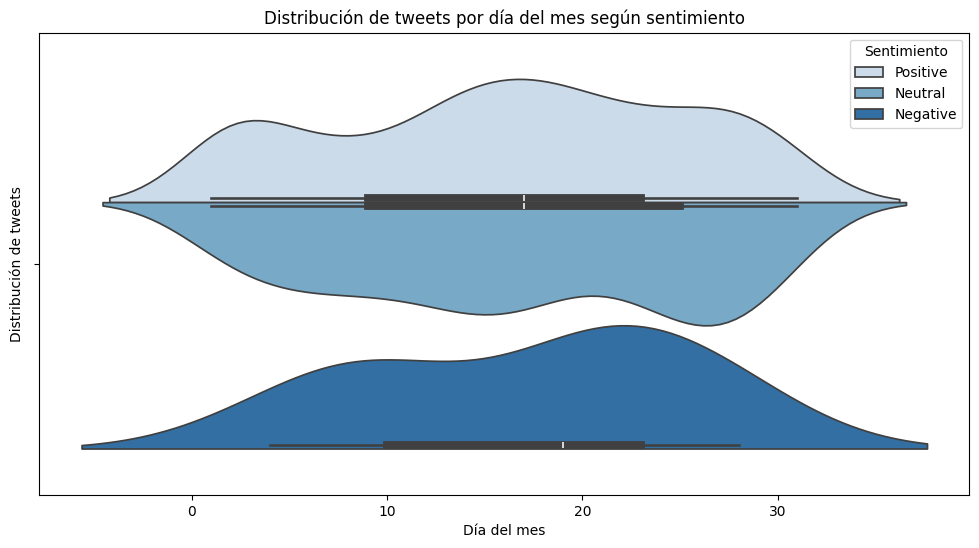 Distribución de tweets por día del mes según sentimiento
Sentimiento
Positive
Neutral
Negative
Distribución de tweets
0
10
20
30
Día del mes